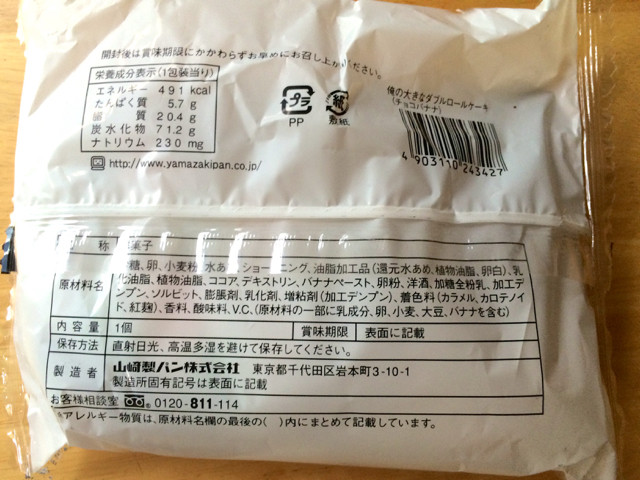 開封後は賞味期限にかかわらずお早めにお召し上がりください。
栄養成分表示(1包装当り)
エネルギー 491 kcal
たんぱく質 5.7 g
脂質 20.4 g
炭水化物 71.2 g
ナトリウム 230 mg
http://www.yamazakipan.co.jp/
プラ
PP
紙
敷紙
俺の大きなダブルロールケーキ
(チョコバナナ)
4 903110 243427
称 菓子
原材料名 糖、卵、小麦粉、水あめ、ショートニング、油脂加工品(還元水あめ、植物油脂、卵白)、乳
化油脂、植物油脂、ココア、デキストリン、バナナペースト、卵粉、洋酒、加糖全粉乳、加工デ
ンプン、ソルビット、膨脹剤、乳化剤、増粘剤(加工デンプン)、着色料(カラメル、カロテノイ
ド、紅麹)、香料、酸味料、V.C、(原材料の一部に乳成分、卵、小麦、大豆、バナナを含む)
内容量 1個 賞味期限 表面に記載
保存方法 直射日光、高温多湿を避けて保存してください。
製造者 山崎製パン株式会社 東京都千代田区岩本町3-10-1
製造所固有記号は表面に記載
お客様相談室 0120-811-114
※アレルギー物質は、原材料名欄の最後の( )内にまとめて記載しています。